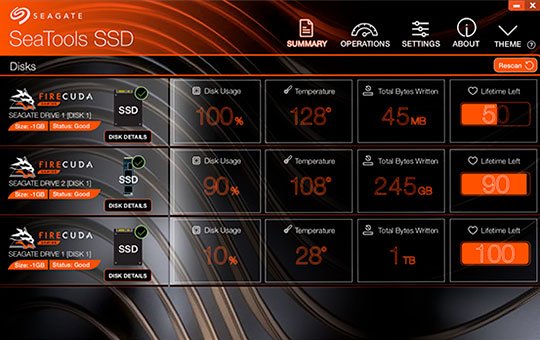 SEAGATE
SeaTools SSD
SUMMARY
OPERATIONS
SETTINGS
ABOUT
THEME
Disks
Rescan
FIRECUDA
GAMING
SEAGATE DRIVE 1 [DISK 1]
Size: -1GB Status: Good
SSD
DISK DETAILS
Disk Usage
100%
Temperature
128°
Total Bytes Written
45MB
Lifetime Left
50
FIRECUDA
GAMING
SEAGATE DRIVE 2 [DISK 1]
Size: -1GB Status: Good
SSD
DISK DETAILS
Disk Usage
90%
Temperature
108°
Total Bytes Written
245GB
Lifetime Left
90
FIRECUDA
GAMING
SEAGATE DRIVE 1 [DISK 1]
Size: -1GB Status: Good
SSD
DISK DETAILS
Disk Usage
10%
Temperature
28°
Total Bytes Written
1TB
Lifetime Left
100